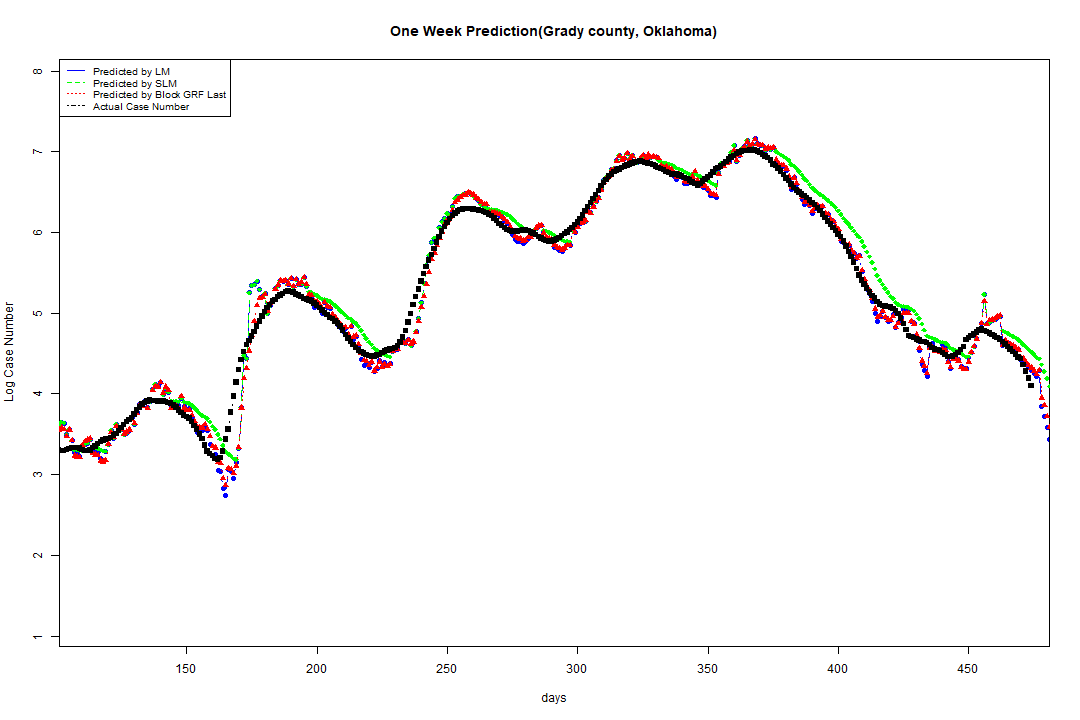 One Week Prediction(Grady county, Oklahoma)
Predicted by LM
Predicted by SLM
Predicted by Block GRF Last
Actual Case Number
8
7
6
5
4
3
2
1
Log Case Number
150 200 250 300 350 400 450
days